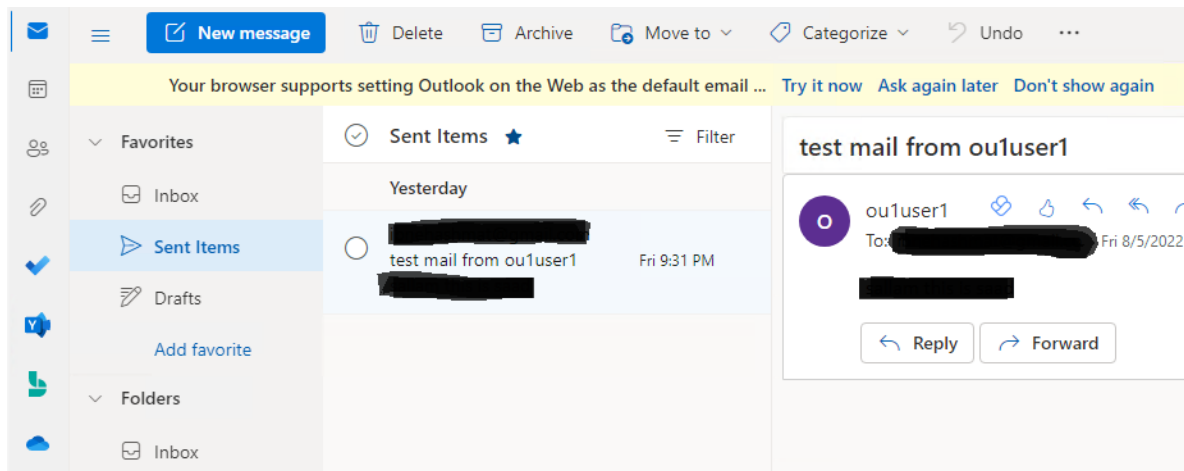 New message Delete Archive Move to Categorize Undo ...
Your browser supports setting Outlook on the Web as the default email ... Try it now Ask again later Don't show again
Favorites
Inbox
Sent Items
Drafts
Add favorite
Folders
Inbox
Sent Items Filter
Yesterday
test mail from ou1user1 Fri 9:31 PM
test mail from ou1user1
O
ou1user1
To: Fri 8/5/2022
Reply Forward